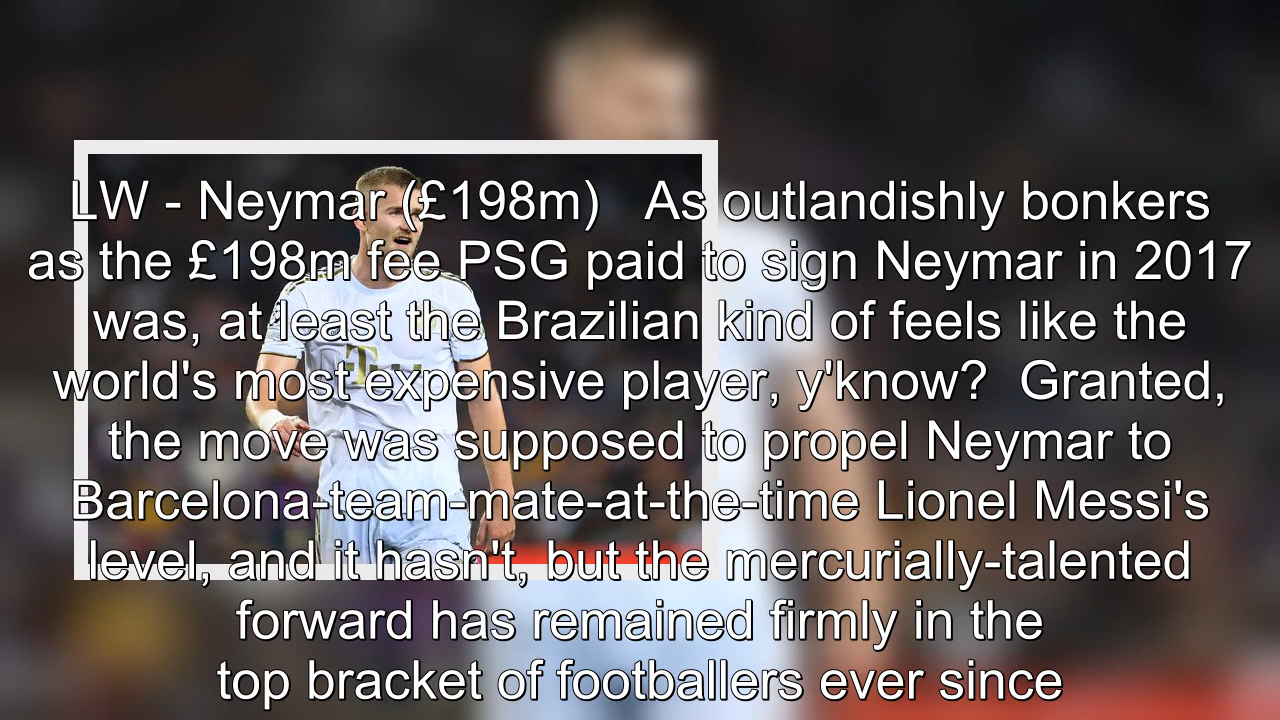 LW - Neymar (£198m)   As outlandishly bonkers
as the £198m fee PSG paid to sign Neymar in 2017
was, at least the Brazilian kind of feels like the
world's most expensive player, y'know?  Granted,
the move was supposed to propel Neymar to
Barcelona-team-mate-at-the-time Lionel Messi's
level, and it hasn't, but the mercurially-talented
forward has remained firmly in the
top bracket of footballers ever since
T